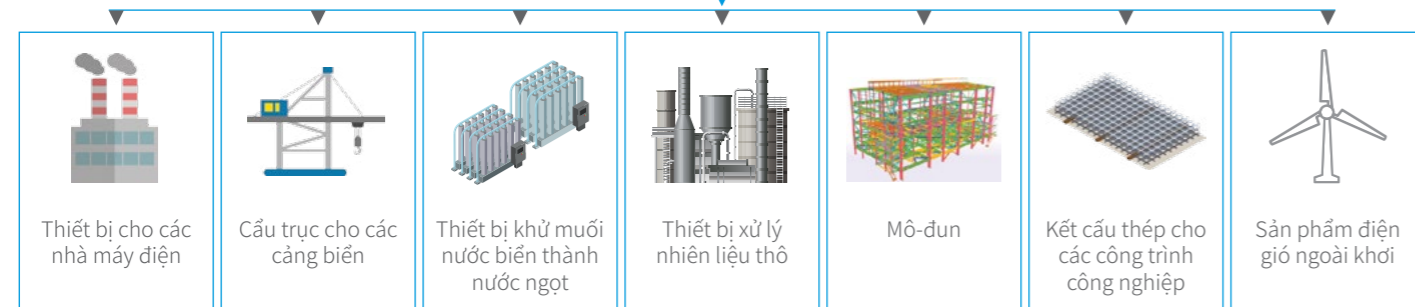 Thiết bị cho các
nhà máy điện
Cẩu trục cho các
cảng biển
Thiết bị khử muối
nước biển thành
nước ngọt
Thiết bị xử lý
nhiên liệu thô
Mô-đun
Kết cấu thép cho
các công trình
công nghiệp
Sản phẩm điện
gió ngoài khơi